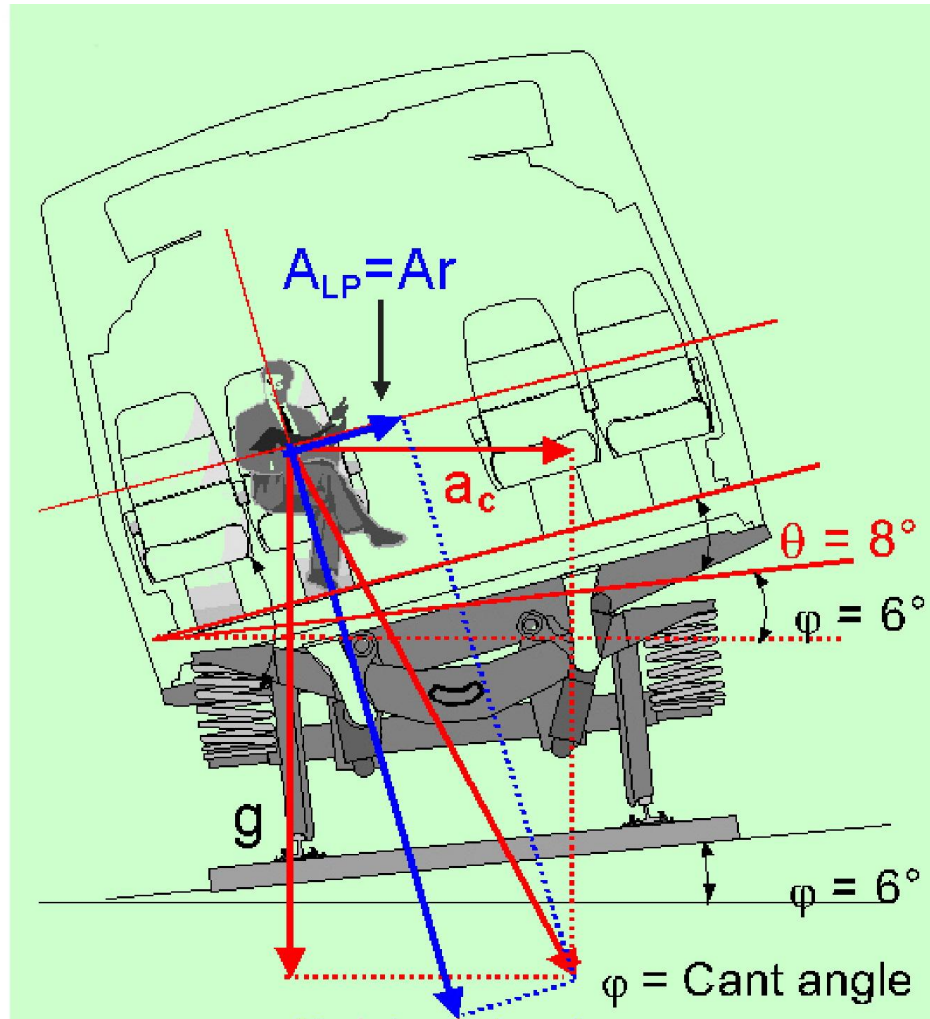 A_LP=Ar
a_c
θ = 8°
φ = 6°
g
φ = 6°
φ = Cant angle